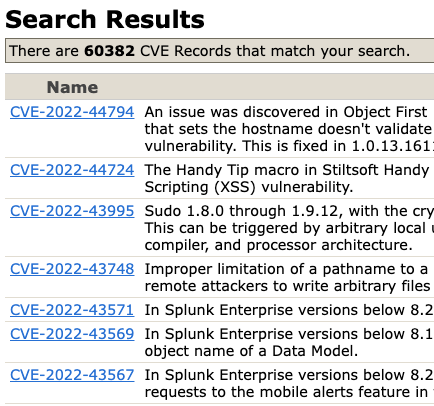 Search Results
There are 60382 CVE Records that match your search.
Name
CVE-2022-44794 An issue was discovered in Object First
that sets the hostname doesn't validate
vulnerability. This is fixed in 1.0.13.161
CVE-2022-44724 The Handy Tip macro in Stiltsoft Handy
Scripting (XSS) vulnerability.
CVE-2022-43995 Sudo 1.8.0 through 1.9.12, with the cry
This can be triggered by arbitrary local
compiler, and processor architecture.
CVE-2022-43748 Improper limitation of a pathname to a
remote attackers to write arbitrary files
CVE-2022-43571 In Splunk Enterprise versions below 8.2
CVE-2022-43569 In Splunk Enterprise versions below 8.1
object name of a Data Model.
CVE-2022-43567 In Splunk Enterprise versions below 8.2
requests to the mobile alerts feature in